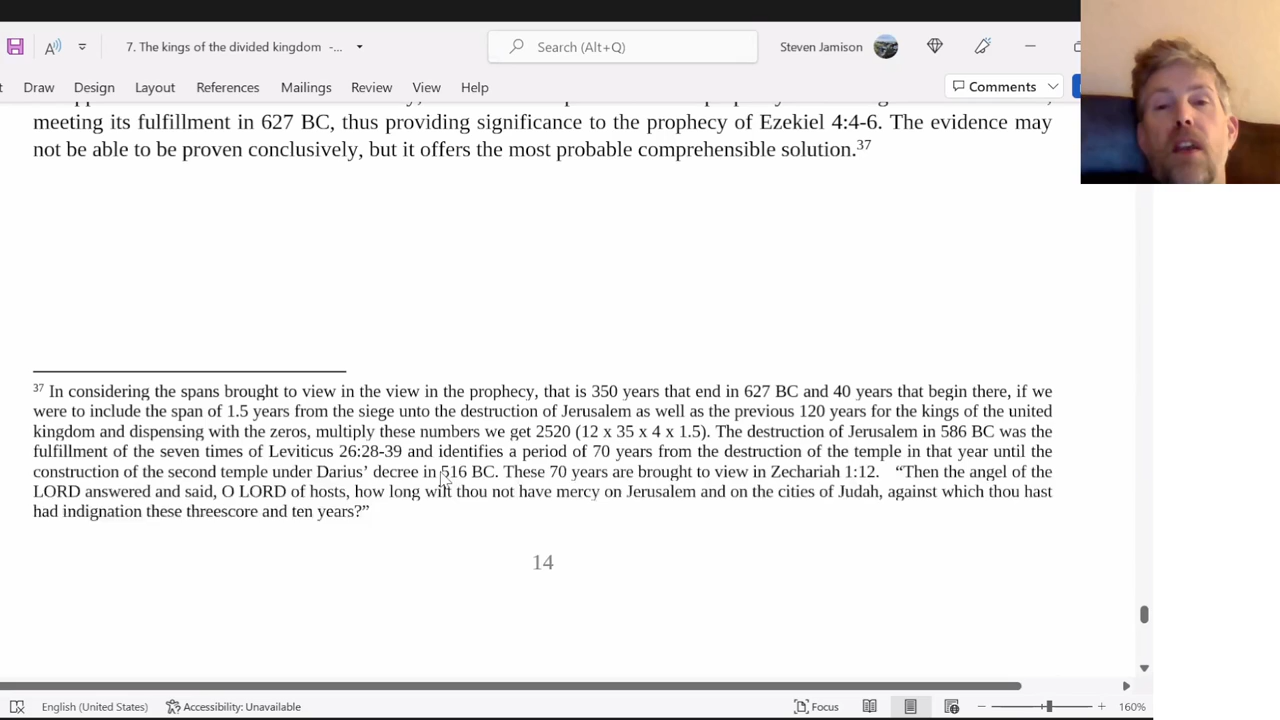 7. The kings of the divided kingdom -...
Search (Alt+Q)
Steven Jamison
Draw
Design
Layout
References
Mailings
Review
View
Help
Comments
meeting its fulfillment in 627 BC, thus providing significance to the prophecy of Ezekiel 4:4-6. The evidence may
not be able to be proven conclusively, but it offers the most probable comprehensible solution.37
37 In considering the spans brought to view in the view in the prophecy, that is 350 years that end in 627 BC and 40 years that begin there, if we
were to include the span of 1.5 years from the siege unto the destruction of Jerusalem as well as the previous 120 years for the kings of the united
kingdom and dispensing with the zeros, multiply these numbers we get 2520 (12 x 35 x 4 x 1.5). The destruction of Jerusalem in 586 BC was the
fulfillment of the seven times of Leviticus 26:28-39 and identifies a period of 70 years from the destruction of the temple in that year until the
construction of the second temple under Darius' decree in 516 BC. These 70 years are brought to view in Zechariah 1:12. “Then the angel of the
LORD answered and said, O LORD of hosts, how long wilt thou not have mercy on Jerusalem and on the cities of Judah, against which thou hast
had indignation these threescore and ten years?”
14
English (United States)
Accessibility: Unavailable
Focus
160%